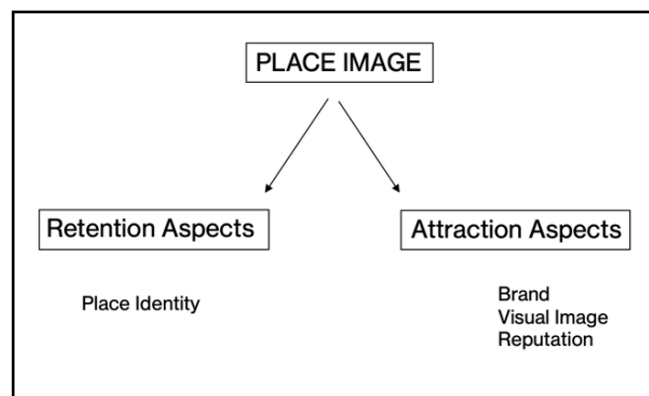 PLACE IMAGE
Retention Aspects
Attraction Aspects
Place Identity
Brand
Visual Image
Reputation